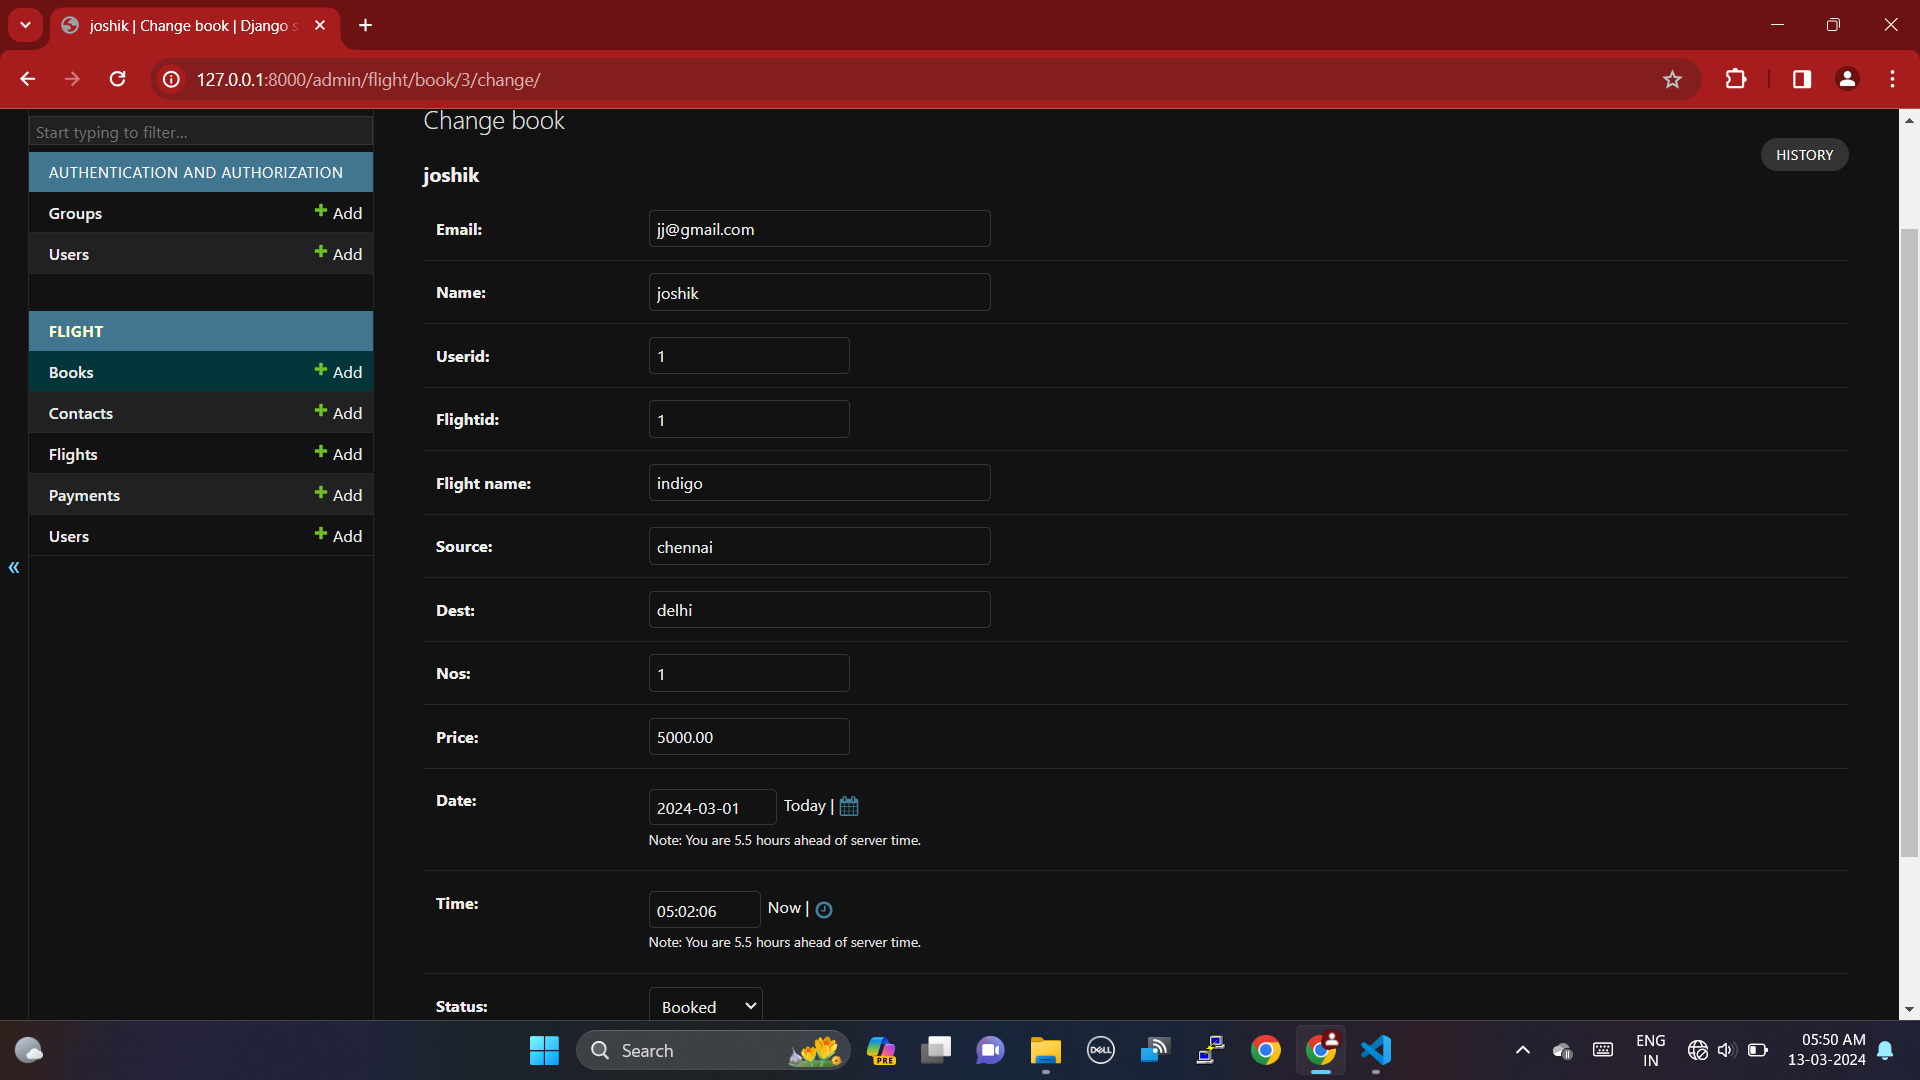 joshik | Change book | Django s
127.0.0.1:8000/admin/flight/book/3/change/
Start typing to filter...
AUTHENTICATION AND AUTHORIZATION
Groups Add
Users Add
FLIGHT
Books Add
Contacts Add
Flights Add
Payments Add
Users Add
«
Change book
HISTORY
joshik
Email: jj@gmail.com
Name: joshik
Userid: 1
Flightid: 1
Flight name: indigo
Source: chennai
Dest: delhi
Nos: 1
Price: 5000.00
Date: 2024-03-01 Today |
Note: You are 5.5 hours ahead of server time.
Time: 05:02:06 Now |
Note: You are 5.5 hours ahead of server time.
Status: Booked
Search
PRE
DELL
ENG
IN
05:50 AM
13-03-2024